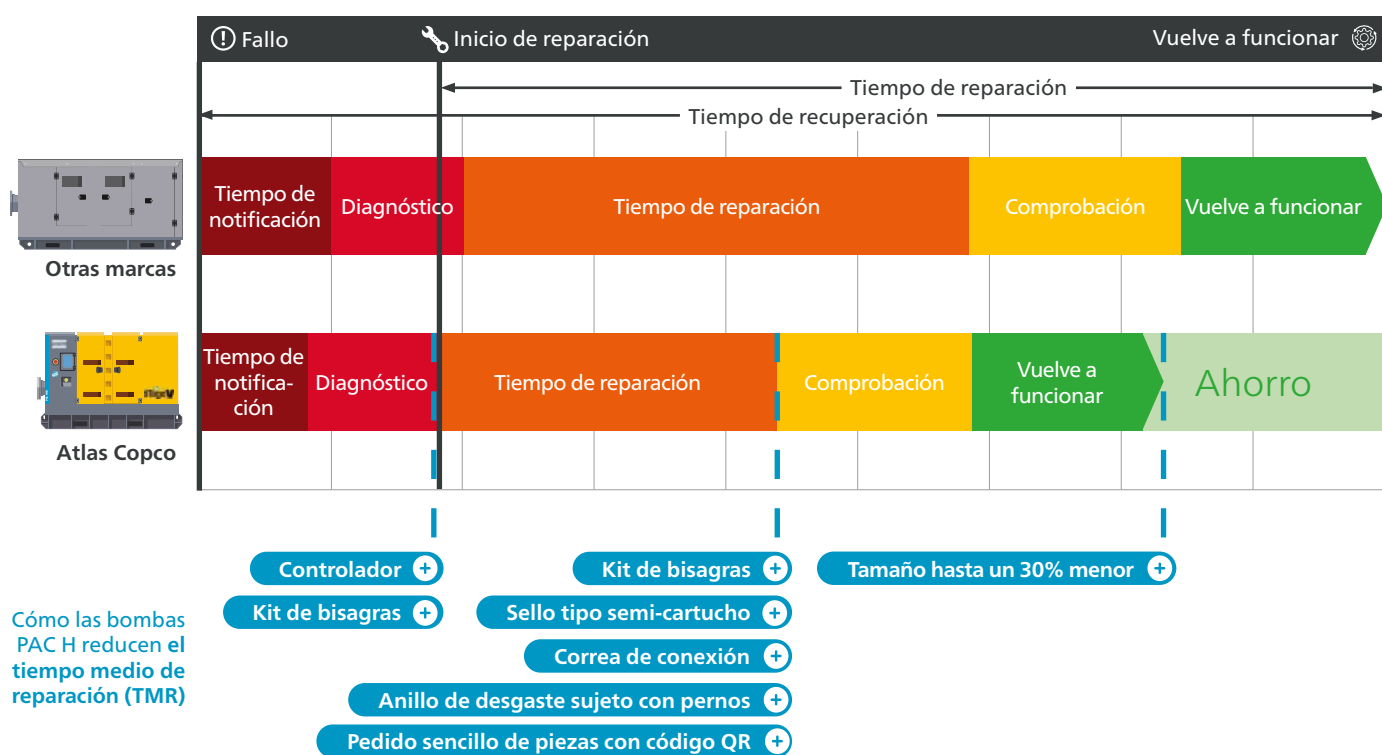 Fallo
Inicio de reparación
Vuelve a funcionar
Tiempo de reparación
Tiempo de recuperación
Tiempo de
notificación
Diagnóstico
Tiempo de reparación
Comprobación
Vuelve a funcionar
Otras marcas
Tiempo de
notifica-
ción
Diagnóstico
Tiempo de reparación
Comprobación
Vuelve a
funcionar
Ahorro
Atlas Copco
Controlador
Kit de bisagras
Tamaño hasta un 30% menor
Kit de bisagras
Sello tipo semi-cartucho
Correa de conexión
Anillo de desgaste sujeto con pernos
Pedido sencillo de piezas con código QR
Cómo las bombas
PAC H reducen el
tiempo medio de
reparación (TMR)